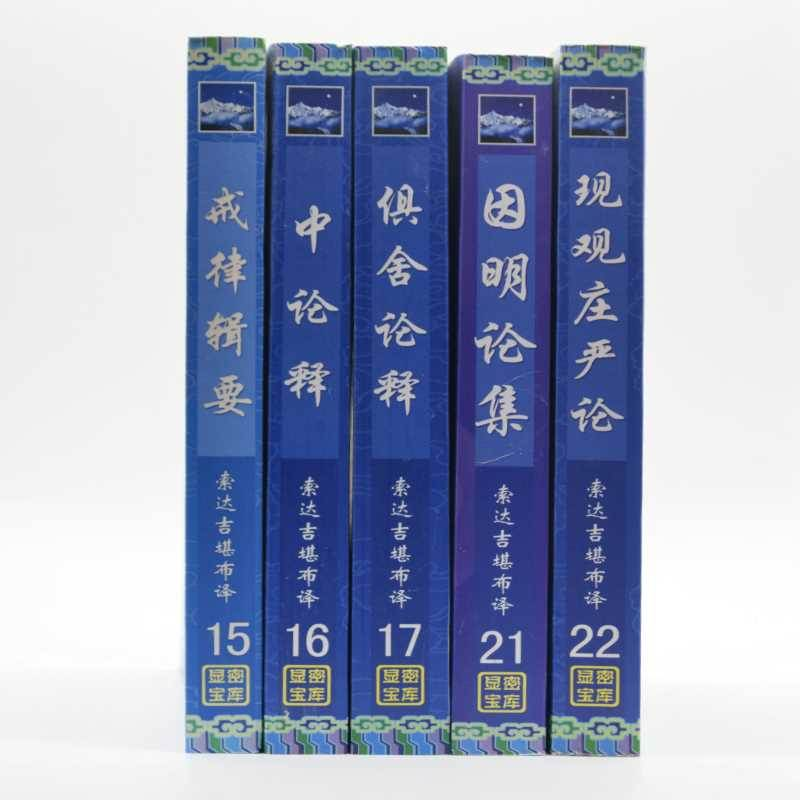 戒律辑要
索达吉堪布译
15
显密
宝库
中论释
索达吉堪布译
16
显密
宝库
俱舍论释
索达吉堪布译
17
显密
宝库
因明论集
索达吉堪布译
21
显密
宝库
现观庄严论
索达吉堪布译
22
显密
宝库